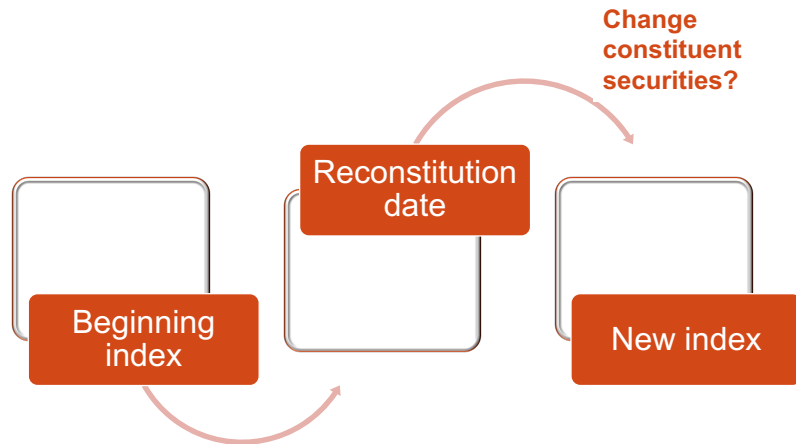 Change
constituent
securities?
Reconstitution
date
Beginning
index
New index